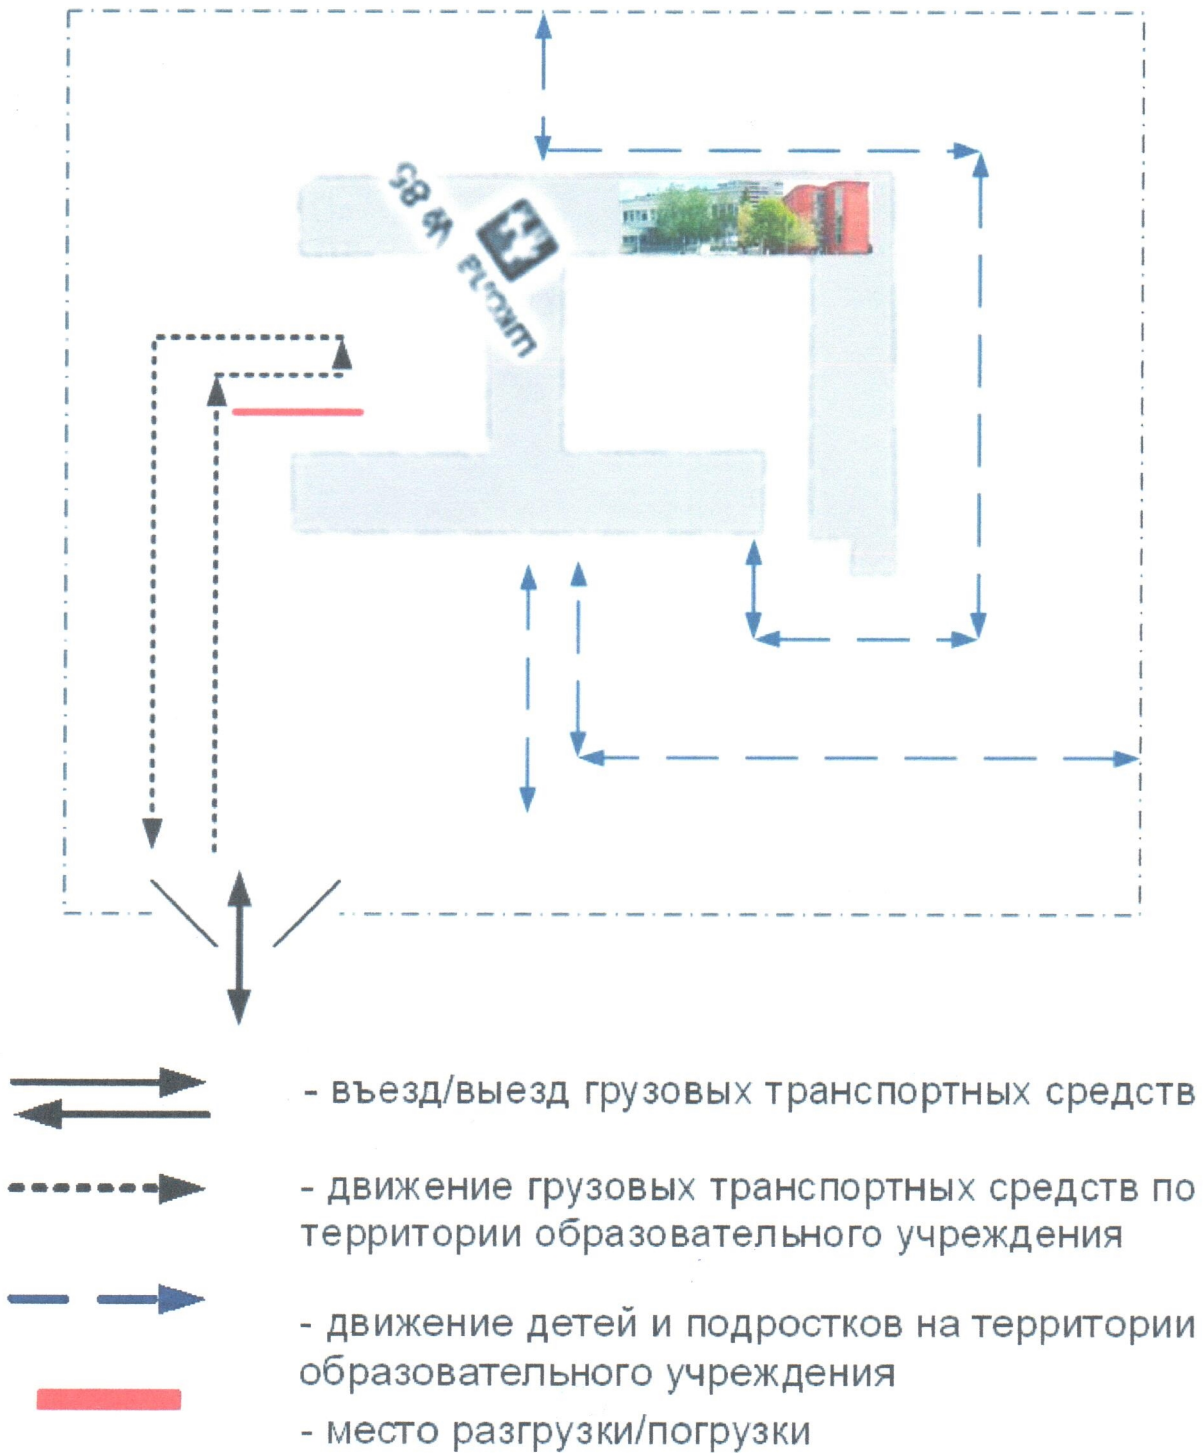 № 85
школа
- въезд/выезд грузовых транспортных средств
- движение грузовых транспортных средств по
территории образовательного учреждения
- движение детей и подростков на территории
образовательного учреждения
- место разгрузки/погрузки